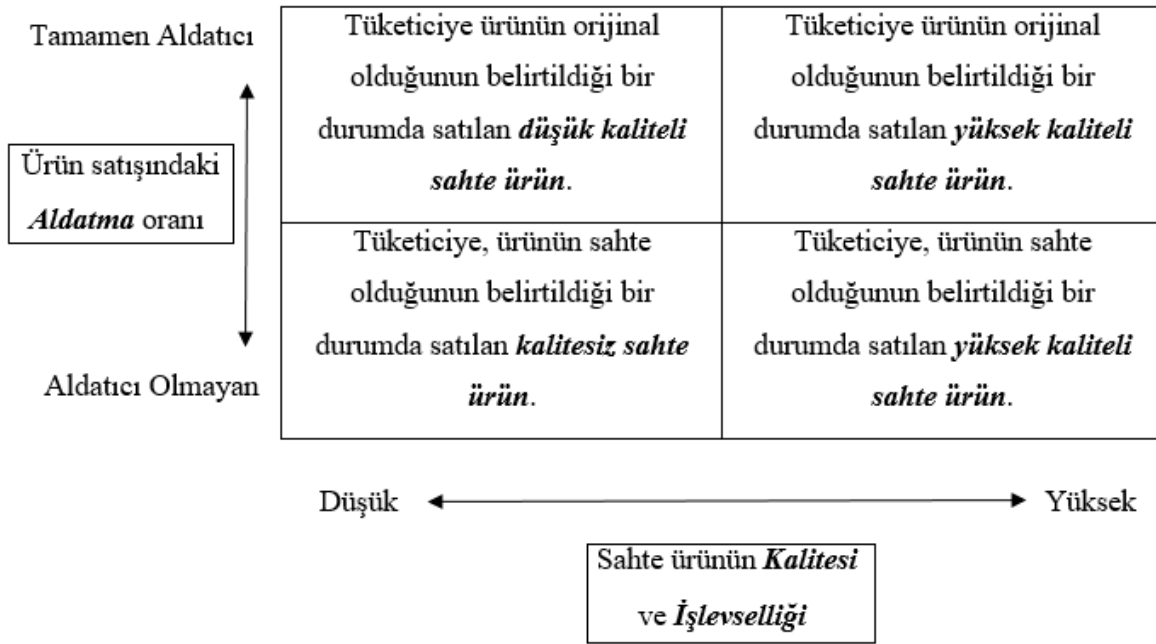 Tamamen Aldatıcı
Tüketiciye ürünün orijinal
olduğunun belirtildiği bir
durumda satılan düşük kaliteli
sahte ürün.
Tüketiciye ürünün orijinal
olduğunun belirtildiği bir
durumda satılan yüksek kaliteli
sahte ürün.
Ürün satışındaki
Aldatma oranı
Tüketiciye, ürünün sahte
olduğunun belirtildiği bir
durumda satılan kalitesiz sahte
ürün.
Tüketiciye, ürünün sahte
olduğunun belirtildiği bir
durumda satılan yüksek kaliteli
sahte ürün.
Aldatıcı Olmayan
Düşük
Yüksek
Sahte ürünün Kalitesi
ve İşlevselliği